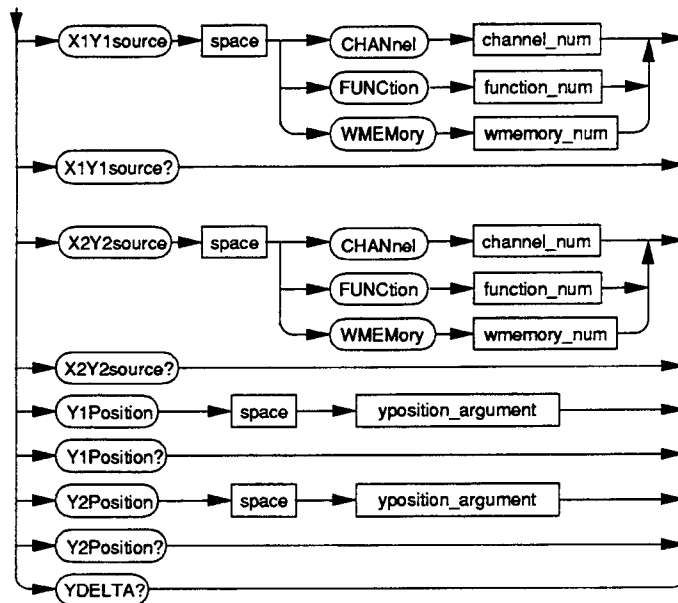 X1Y1source space CHANnel channel_num
FUNCtion function_num
WMEMory wmemory_num
X1Y1source?
X2Y2source space CHANnel channel_num
FUNCtion function_num
WMEMory wmemory_num
X2Y2source?
Y1Position space yposition_argument
Y1Position?
Y2Position space yposition_argument
Y2Position?
YDELTA?